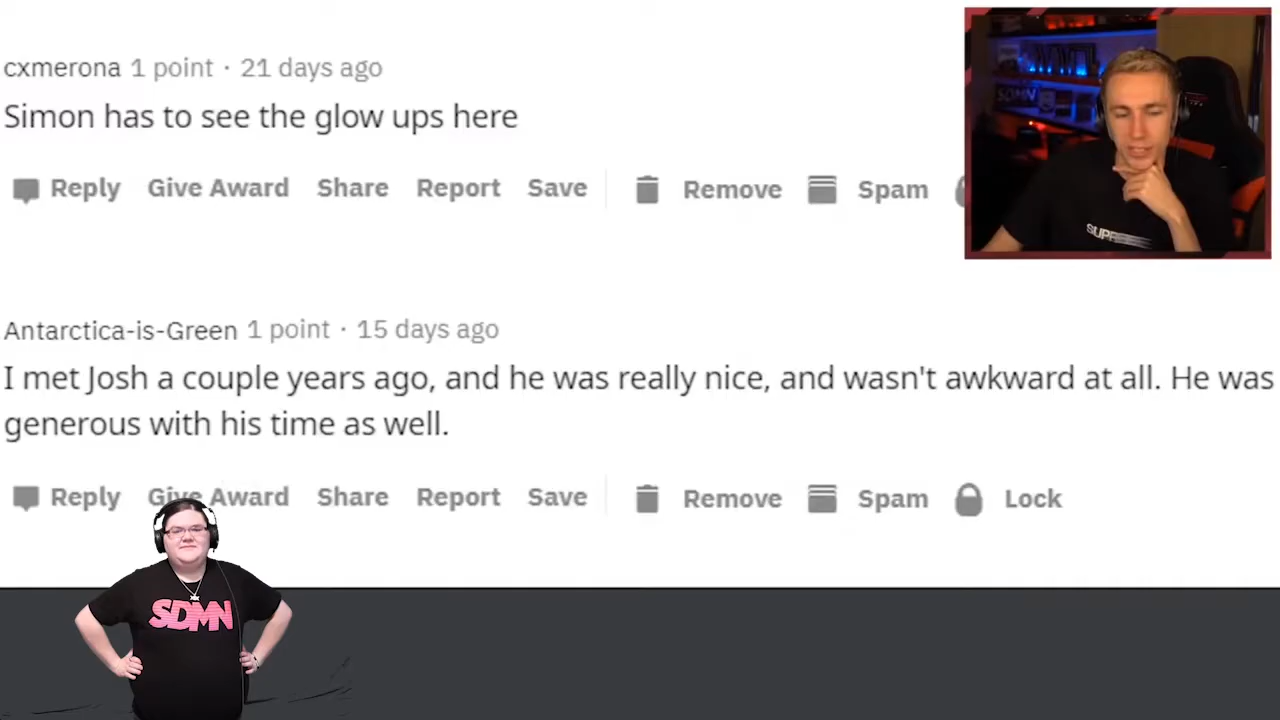 cxmerona 1 point · 21 days ago
Simon has to see the glow ups here
Reply Give Award Share Report Save Remove Spam
Antarctica-is-Green 1 point · 15 days ago
I met Josh a couple years ago, and he was really nice, and wasn't awkward at all. He was
generous with his time as well.
Reply Give Award Share Report Save Remove Spam Lock
SDMN
SDMN